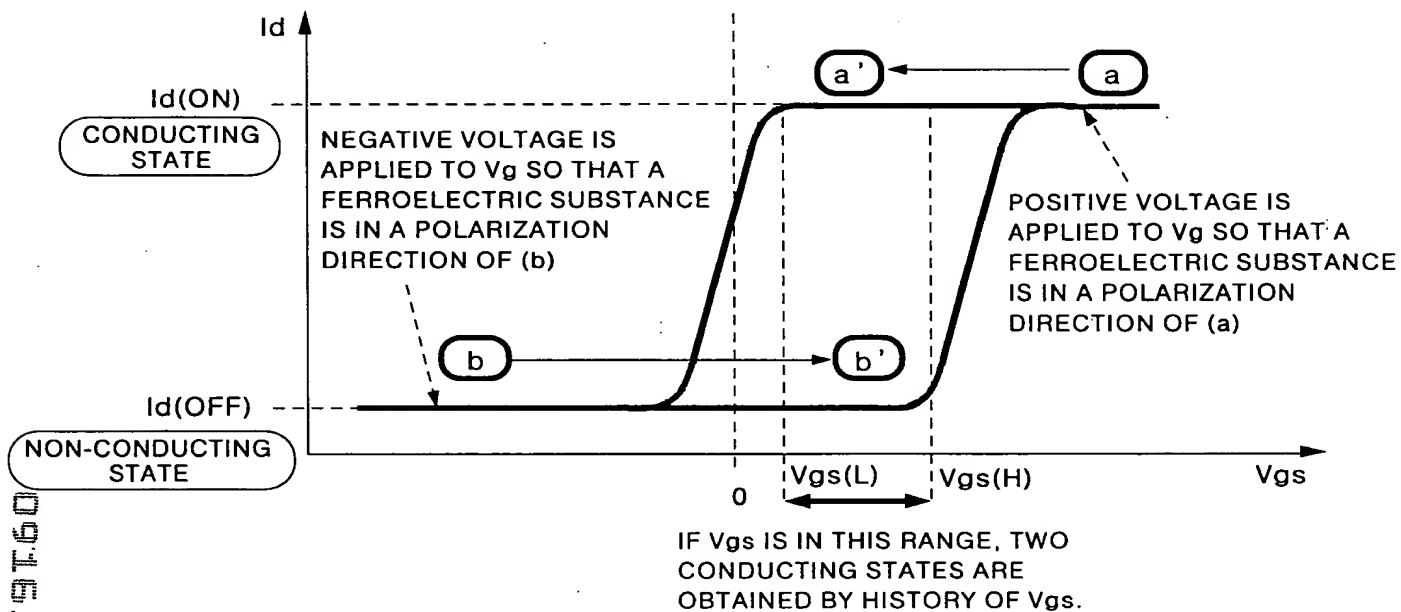 Id
a'
a
Id(ON)
CONDUCTING
STATE
NEGATIVE VOLTAGE IS
APPLIED TO Vg SO THAT A
FERROELECTRIC SUBSTANCE
IS IN A POLARIZATION
DIRECTION OF (b)
POSITIVE VOLTAGE IS
APPLIED TO Vg SO THAT A
FERROELECTRIC SUBSTANCE
IS IN A POLARIZATION
DIRECTION OF (a)
b
b'
Id(OFF)
NON-CONDUCTING
STATE
0
Vgs(L)
Vgs(H)
Vgs
IF Vgs IS IN THIS RANGE, TWO
CONDUCTING STATES ARE
OBTAINED BY HISTORY OF Vgs.